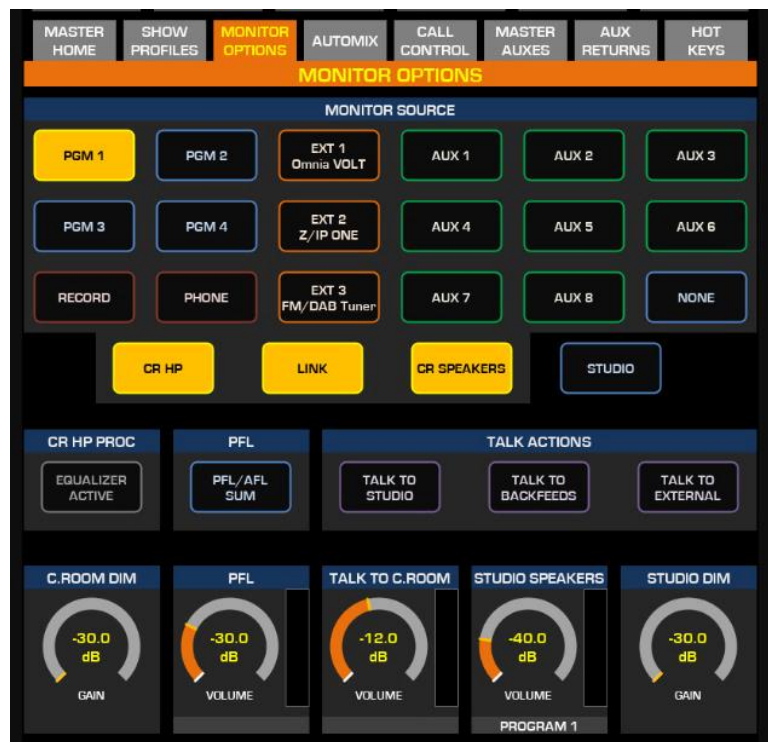 MASTER HOME
SHOW PROFILES
MONITOR OPTIONS
AUTOMIX
CALL CONTROL
MASTER AUXES
AUX RETURNS
HOT KEYS
MONITOR OPTIONS
MONITOR SOURCE
PGM 1
PGM 2
EXT 1
Omnia VOLT
AUX 1
AUX 2
AUX 3
PGM 3
PGM 4
EXT 2
Z/IP ONE
AUX 4
AUX 5
AUX 6
RECORD
PHONE
EXT 3
FM/DAB Tuner
AUX 7
AUX 8
NONE
CR HP
LINK
CR SPEAKERS
STUDIO
CR HP PROC
PFL
TALK ACTIONS
EQUALIZER
ACTIVE
PFL/AFL
SUM
TALK TO
STUDIO
TALK TO
BACKFEEDS
TALK TO
EXTERNAL
C.ROOM DIM
PFL
TALK TO C.ROOM
STUDIO SPEAKERS
STUDIO DIM
-30.0
dB
GAIN
-30.0
dB
VOLUME
-12.0
dB
VOLUME
-40.0
dB
VOLUME
PROGRAM 1
-30.0
dB
GAIN